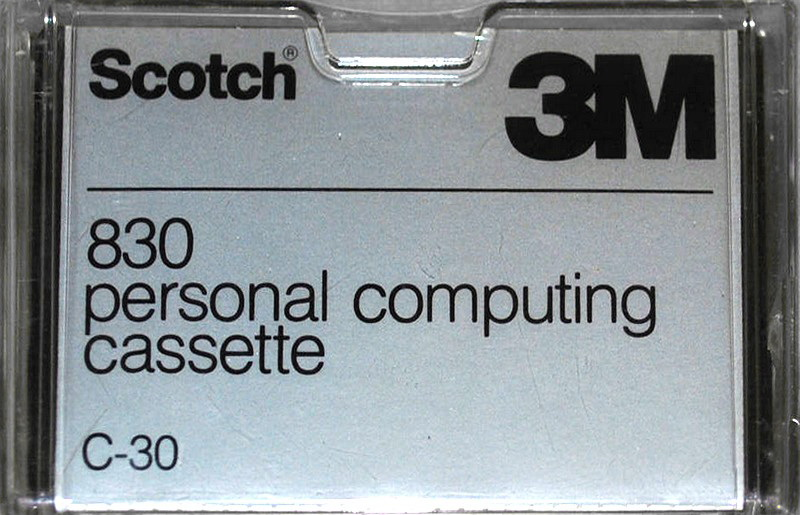 Scotch® 3M
830
personal computing
cassette
C-30